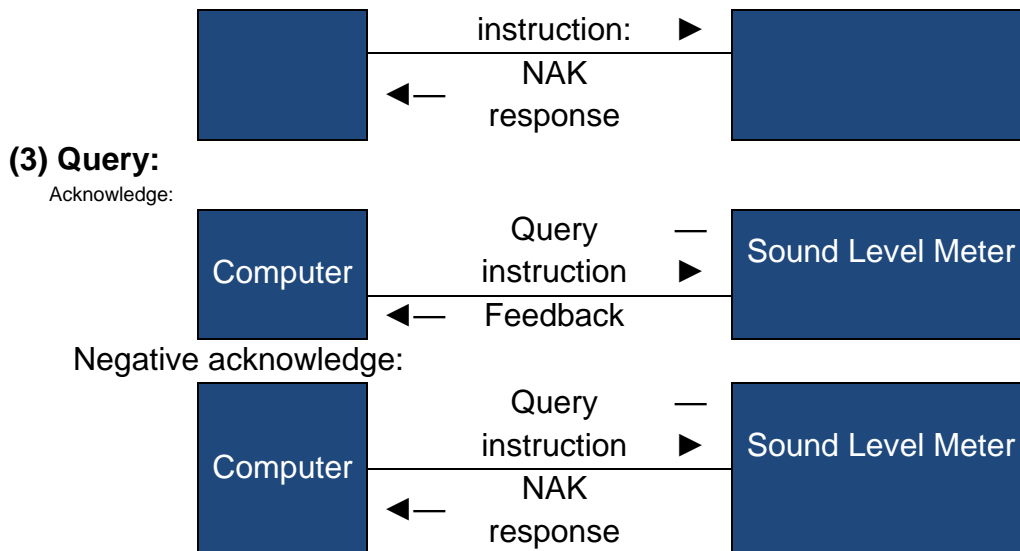 instruction: ►
NAK
◄—
response
(3) Query:
Acknowledge:
Query —
Sound Level Meter
Computer
instruction ►
◄— Feedback
Negative acknowledge:
Query —
Sound Level Meter
instruction ►
Computer
NAK
◄—
response